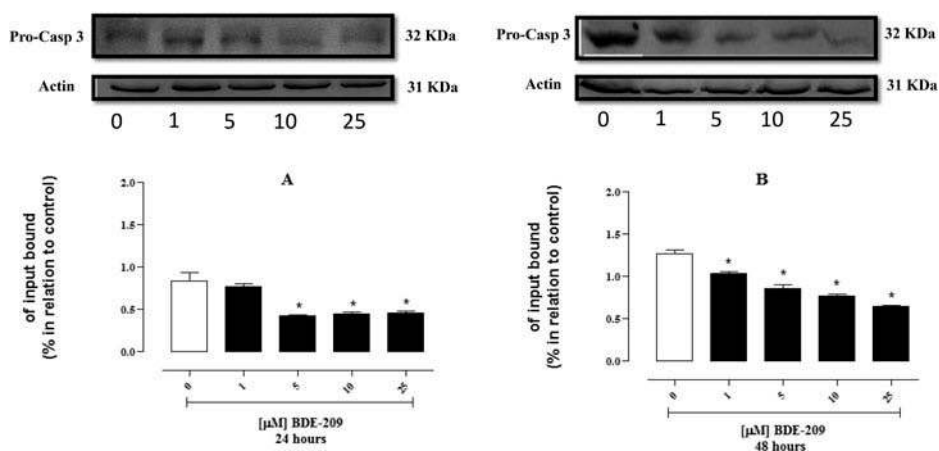 Pro-Casp 3
32 KDa
Actin
31 KDa
0 1 5 10 25
A
of input bound
(% in relation to control)
2.0
1.5
1.0
0.5
0.0
*
*
*
0 1 5 10 25
[µM] BDE-209
24 hours
Pro-Casp 3
32 KDa
Actin
31 KDa
0 1 5 10 25
B
of input bound
(% in relation to control)
2.0
1.5
1.0
0.5
0.0
*
*
*
*
0 1 5 10 25
[µM] BDE-209
48 hours